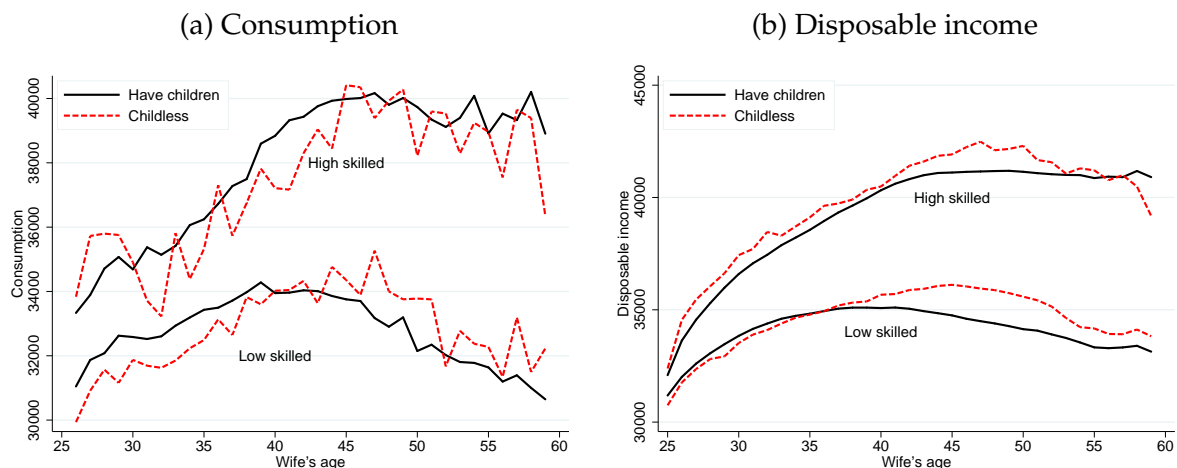 (a) Consumption
Have children
Childless
High skilled
Low skilled
Consumption
30000
32000
34000
36000
38000
40000
25
30
35
40
45
50
55
60
Wife's age
(b) Disposable income
Have children
Childless
High skilled
Low skilled
Disposable income
30000
35000
40000
45000
25
30
35
40
45
50
55
60
Wife's age